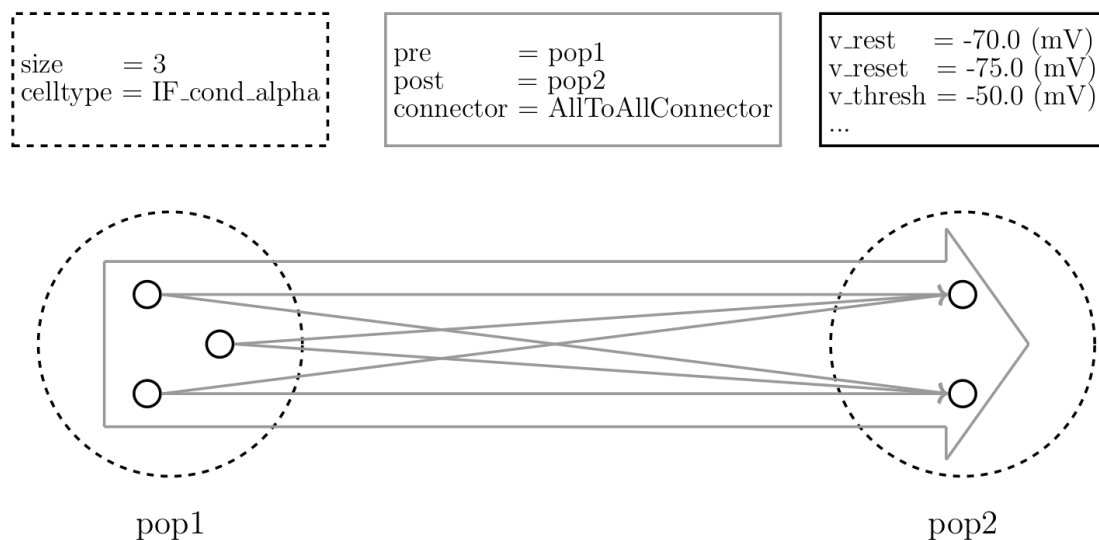 size = 3
celltype = IF_cond_alpha
pre = pop1
post = pop2
connector = AllToAllConnector
v_rest = -70.0 (mV)
v_reset = -75.0 (mV)
v_thresh = -50.0 (mV)
...
pop1
pop2